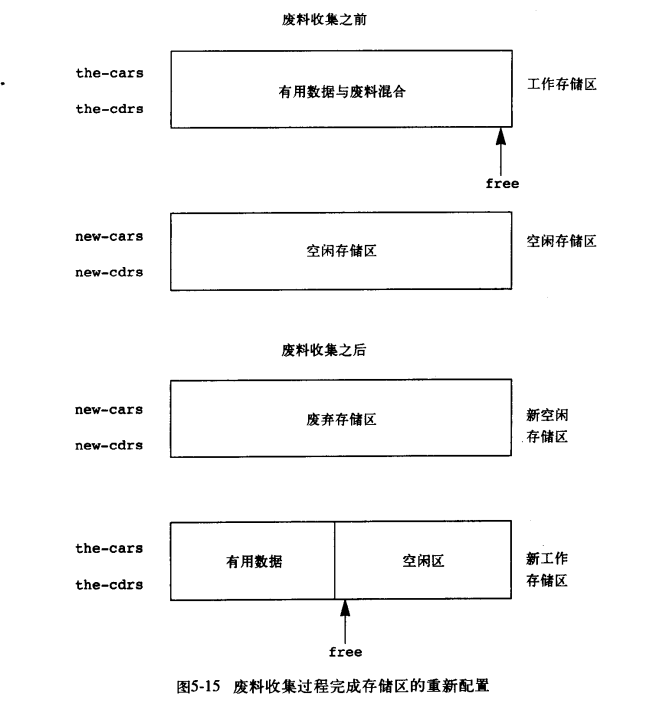 废料收集之前
the-cars
有用数据与废料混合
工作存储区
the-cdrs
free
new-cars
空闲存储区
空闲存储区
new-cdrs
废料收集之后
new-cars
废弃存储区
新空闲
存储区
new-cdrs
the-cars
有用数据
空闲区
新工作
存储区
the-cdrs
free
图5-15 废料收集过程完成存储区的重新配置